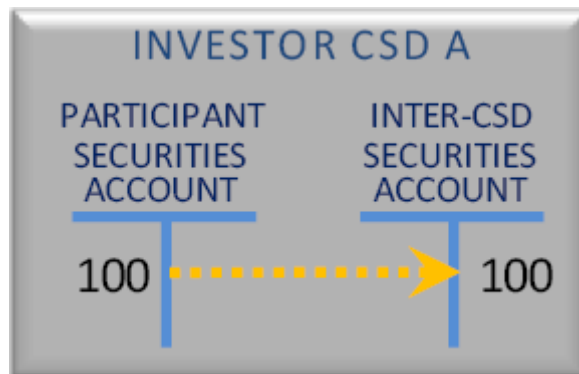 INVESTOR CSD A
PARTICIPANT SECURITIES ACCOUNT
INTER-CSD SECURITIES ACCOUNT
100
100